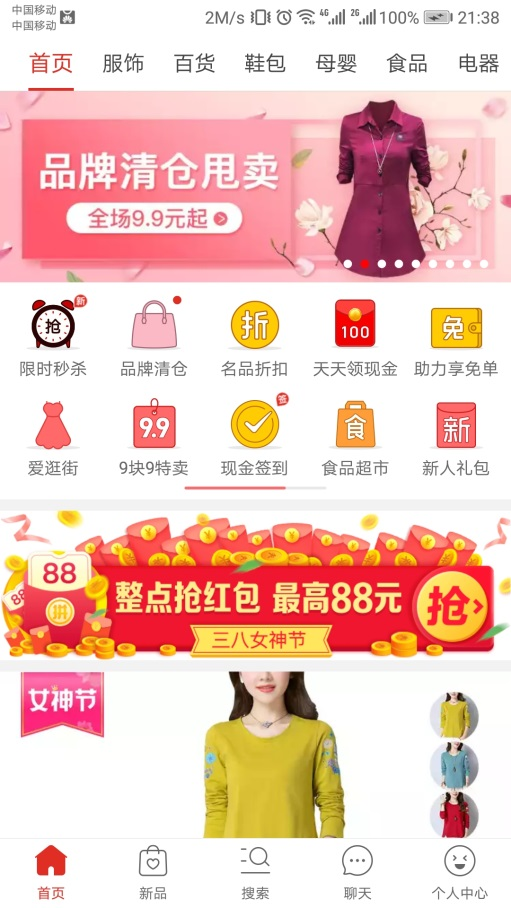 中国移动
中国移动
2M/s 4G 2G 100% 21:38
首页 服饰 百货 鞋包 母婴 食品 电器
品牌清仓甩卖
全场9.9元起
抢 新 折 100 免
限时秒杀 品牌清仓 名品折扣 天天领现金 助力享免单
9.9 签 食 新
爱逛街 9块9特卖 现金签到 食品超市 新人礼包
88
88
拼
整点抢红包 最高88元
抢
三八女神节
女神节
首页 新品 搜索 聊天 个人中心